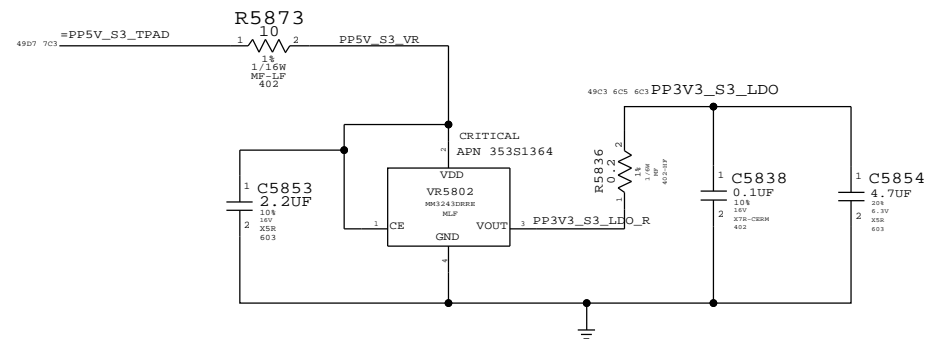 R5873
=PP5V_S3_TPAD
10
49D7 7C3
1
2
PP5V_S3_VR
1%
1/16W
MF-LF
402
49C3 6C5 6C3
PP3V3_S3_LDO
CRITICAL
2
APN 353S1364
VDD
VR5802
MM3243DRRE
MLF
1
CE
VOUT
3
PP3V3_S3_LDO_R
GND
4
1
C5853
2.2UF
10%
16V
2
X5R
603
R5836
0.2
2
1
1%
1/6W
MF
402-HF
1
C5838
0.1UF
10%
2
16V
X7R-CERM
402
1
C5854
4.7UF
20%
2
6.3V
X5R
603